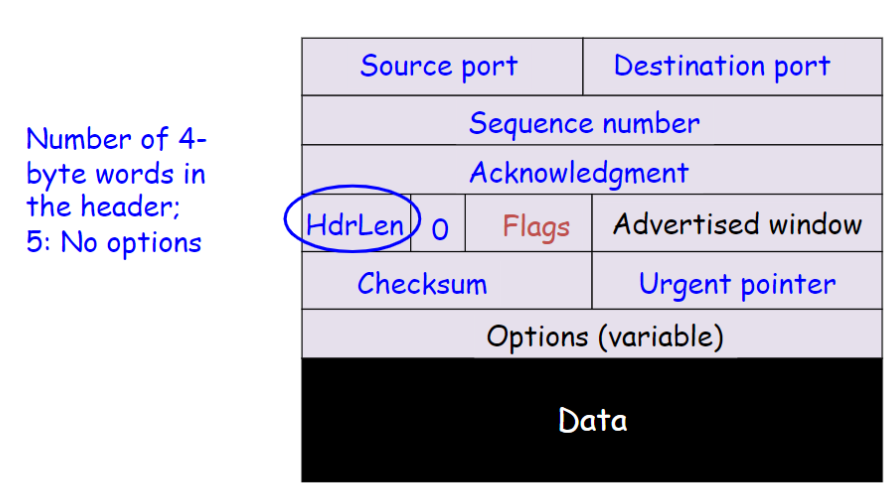 Source port
Destination port
Sequence number
Acknowledgment
HdrLen
0
Flags
Advertised window
Checksum
Urgent pointer
Options (variable)
Data
Number of 4-
byte words in
the header;
5: No options